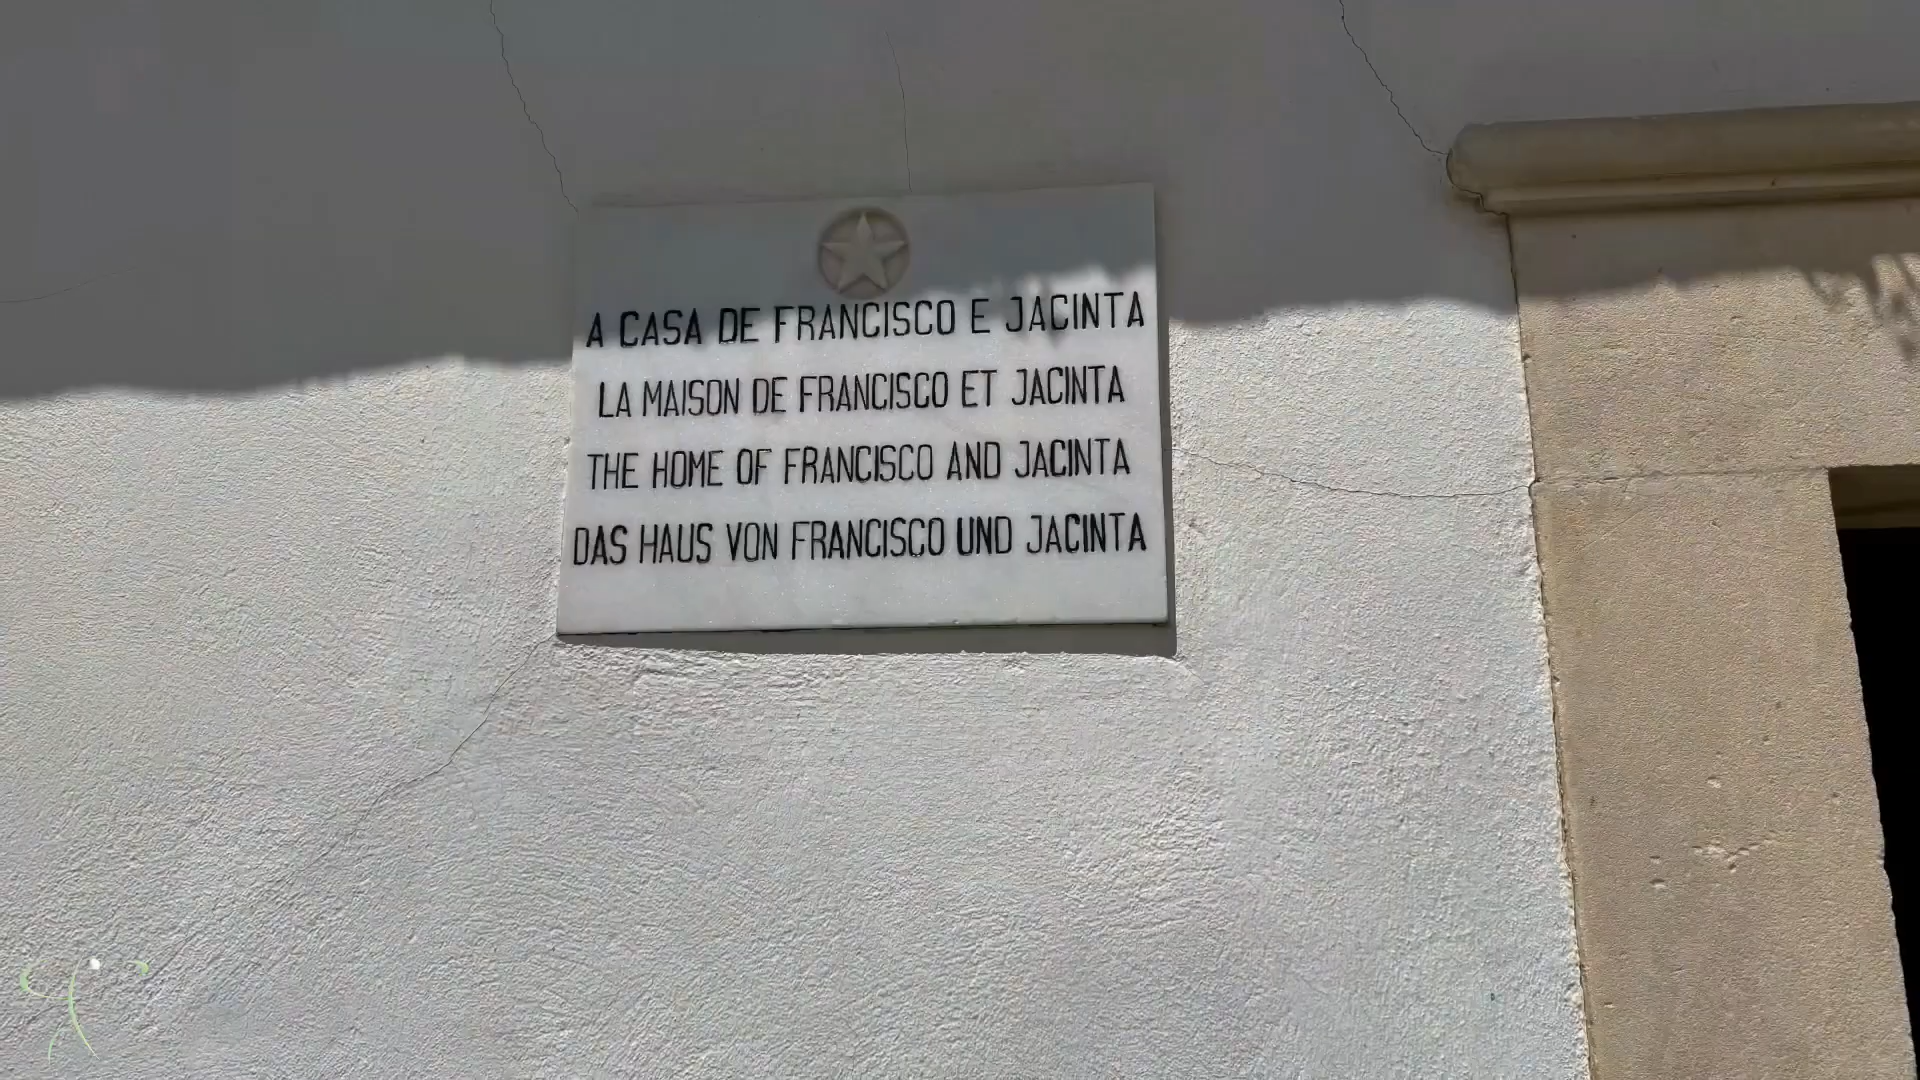 A CASA DE FRANCISCO E JACINTA
LA MAISON DE FRANCISCO ET JACINTA
THE HOME OF FRANCISCO AND JACINTA
DAS HAUS VON FRANCISCO UND JACINTA